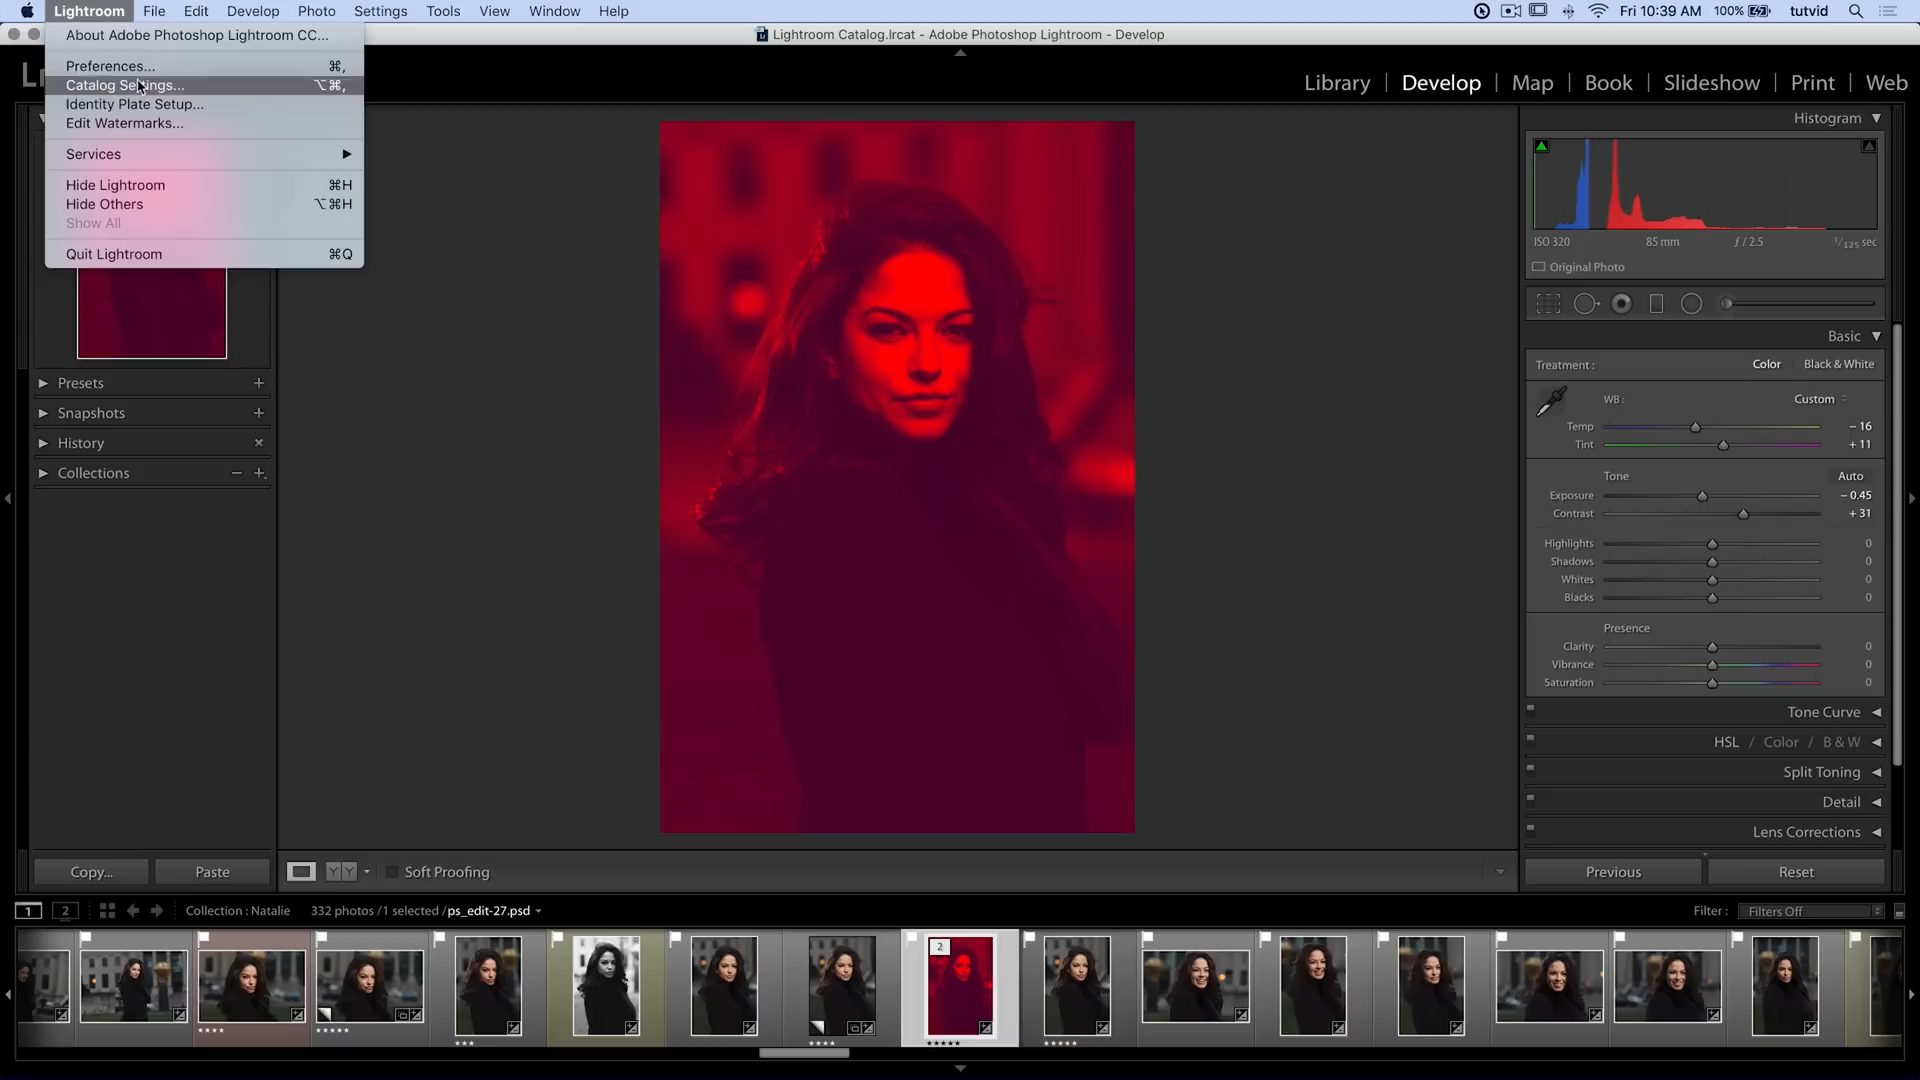 Lightroom File Edit Develop Photo Settings Tools View Window Help
Fri 10:39 AM 100% tutvid
About Adobe Photoshop Lightroom CC...
Lightroom Catalog.lrcat - Adobe Photoshop Lightroom - Develop
Preferences... ⌘,
Catalog Settings... ⌥⌘,
Identity Plate Setup...
Edit Watermarks...
Services
Hide Lightroom ⌘H
Hide Others ⌥⌘H
Show All
Quit Lightroom ⌘Q
Library Develop Map Book Slideshow Print Web
Presets +
Snapshots +
History ×
Collections − +
Copy... Paste
Histogram
ISO 320 85 mm ƒ / 2.5 1/125 sec
Original Photo
Basic
Treatment : Color Black & White
WB : Custom
Temp − 16
Tint + 11
Tone Auto
Exposure − 0.45
Contrast + 31
Highlights 0
Shadows 0
Whites 0
Blacks 0
Presence
Clarity 0
Vibrance 0
Saturation 0
Tone Curve
HSL / Color / B & W
Split Toning
Detail
Lens Corrections
Previous Reset
Y Y Soft Proofing
1 2 Collection : Natalie 332 photos / 1 selected / ps_edit-27.psd
Filter : Filters Off
2